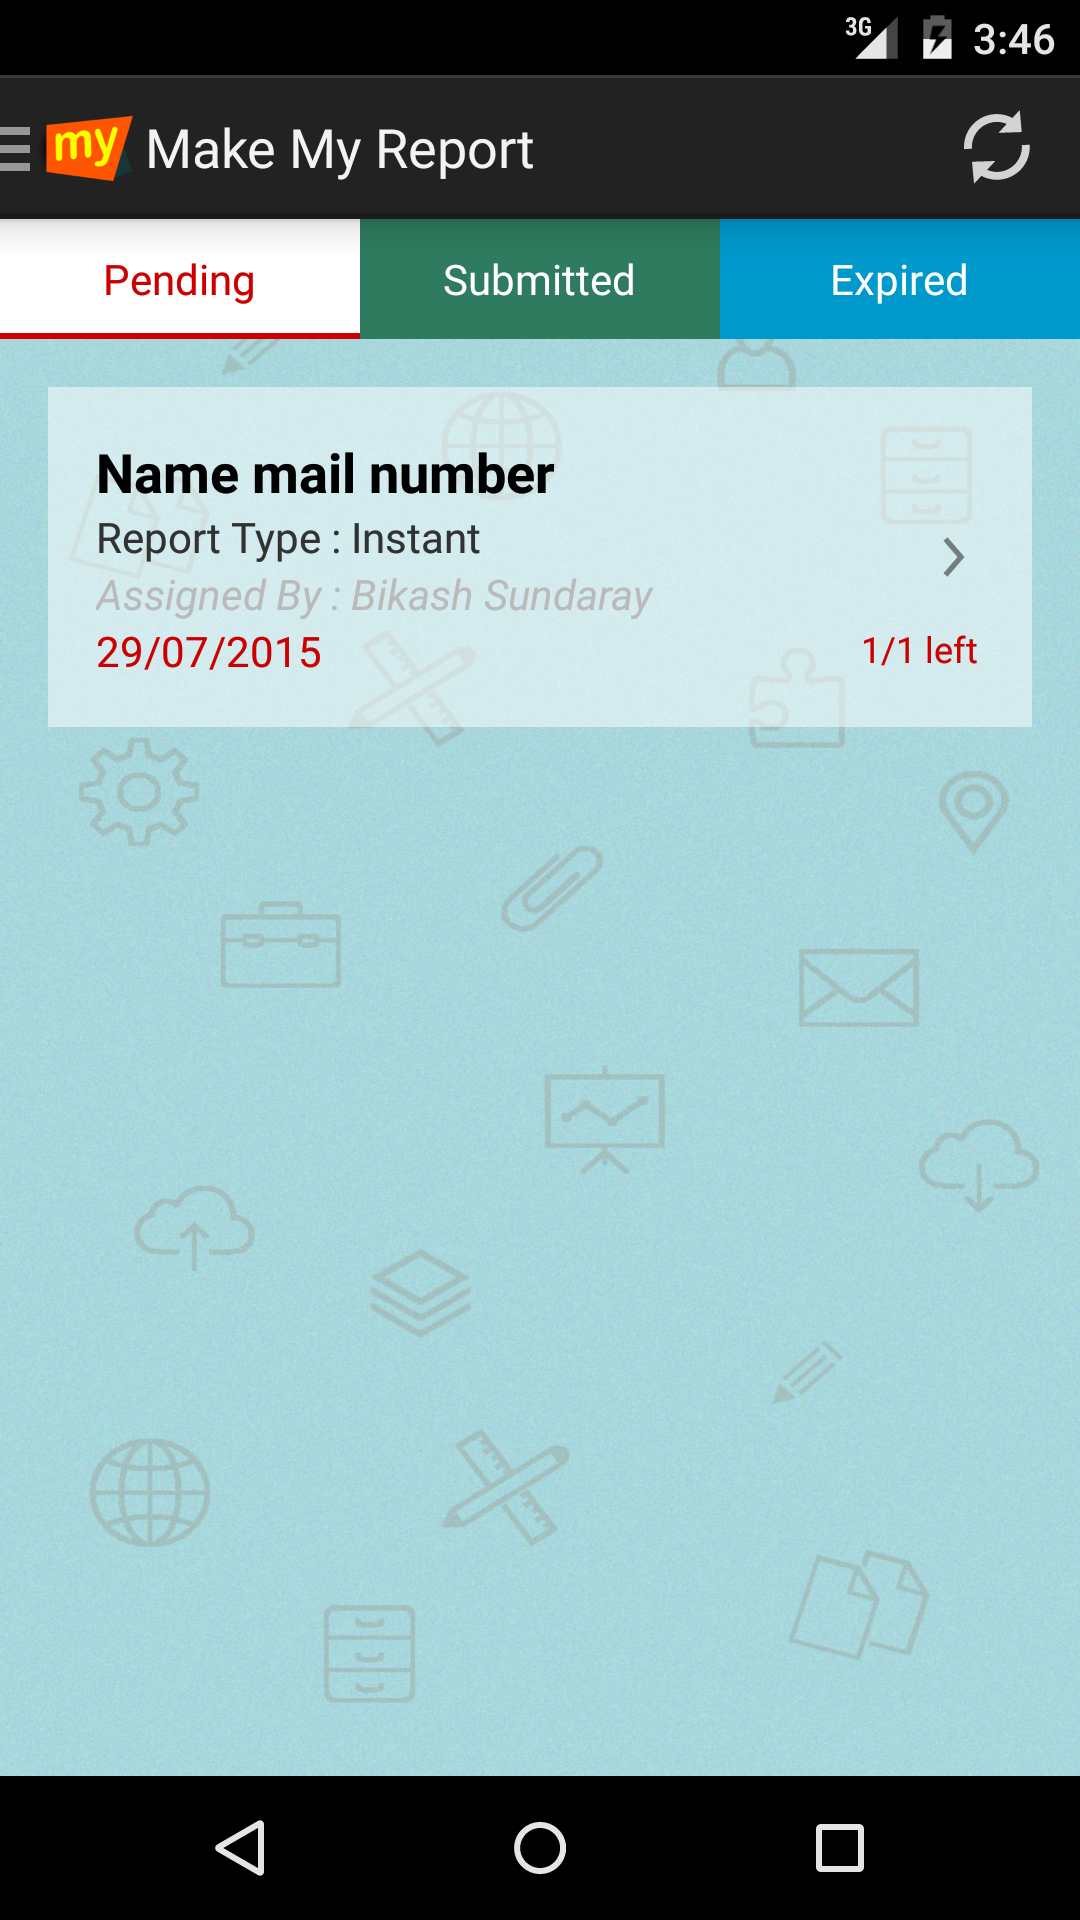 3G 3:46
my Make My Report
Pending Submitted Expired
Name mail number
Report Type : Instant
Assigned By : Bikash Sundaray
29/07/2015 1/1 left